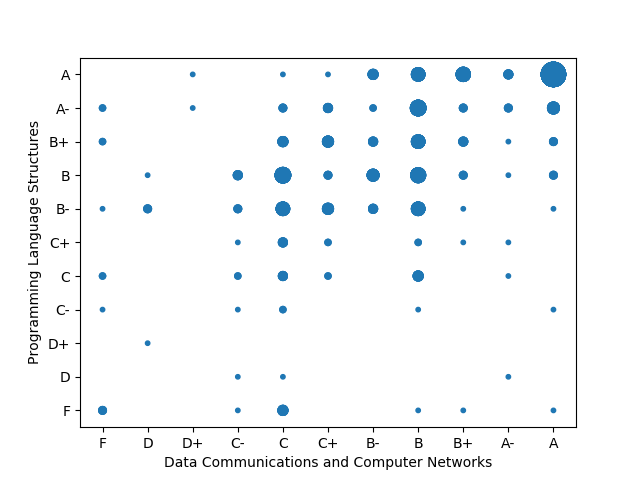 Programming Language Structures
A
A-
B+
B
B-
C+
C
C-
D+
D
F
F D D+ C- C C+ B- B B+ A- A
Data Communications and Computer Networks